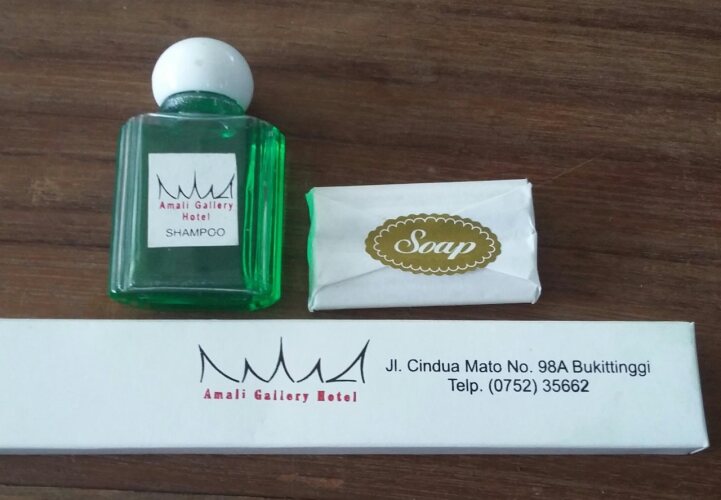 Amali Gallery
Hotel
SHAMPOO
Soap
Amali Gallery Hotel
Jl. Cindua Mato No. 98A Bukittinggi
Telp. (0752) 35662